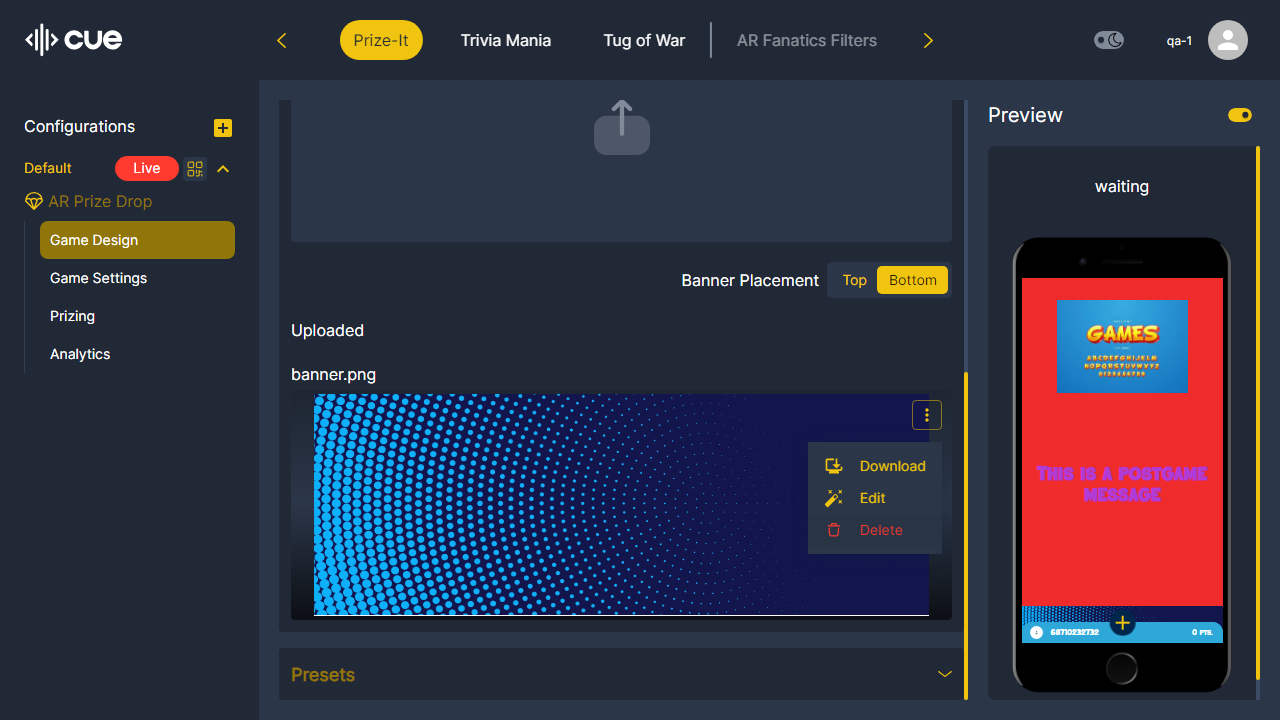 cue
Prize-It
Trivia Mania
Tug of War
AR Fanatics Filters
qa-1
Configurations
Default
Live
AR Prize Drop
Game Design
Game Settings
Prizing
Analytics
Banner Placement
Top
Bottom
Uploaded
banner.png
Download
Edit
Delete
Presets
Preview
waiting
GAMES
ABCDEFGHIJKLM
NOPQRSTUVWXYZ
0123456789
THIS IS A POSTGAME
MESSAGE
58710232732
0 PTS.